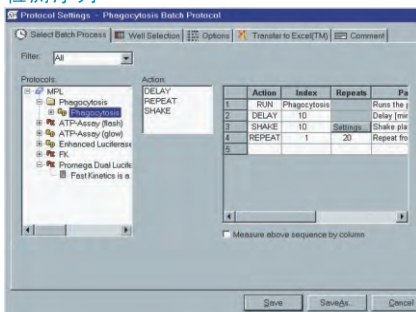 Protocol Settings - Phagocytosis Batch Protocol
Select Batch Process Well Selection Options Transfer to Excel(TM) Comment
Filter: All
Protocols: Action:
MPL
Phagocytosis
Phagocytosis
ATP-Assay (flash)
ATP-Assay (glow)
Enhanced Luciferase
FK
Promega Dual Lucife
Fast Kinetics is a
DELAY
REPEAT
SHAKE
Action Index Repeats Pa
1 RUN Phagocytosis Runs the p
2 DELAY 10 Delay [min
3 SHAKE 10 Settings... Shake pla
4 REPEAT 1 20 Repeat fro
5
Measure above sequence by column
Save SaveAs... Cancel